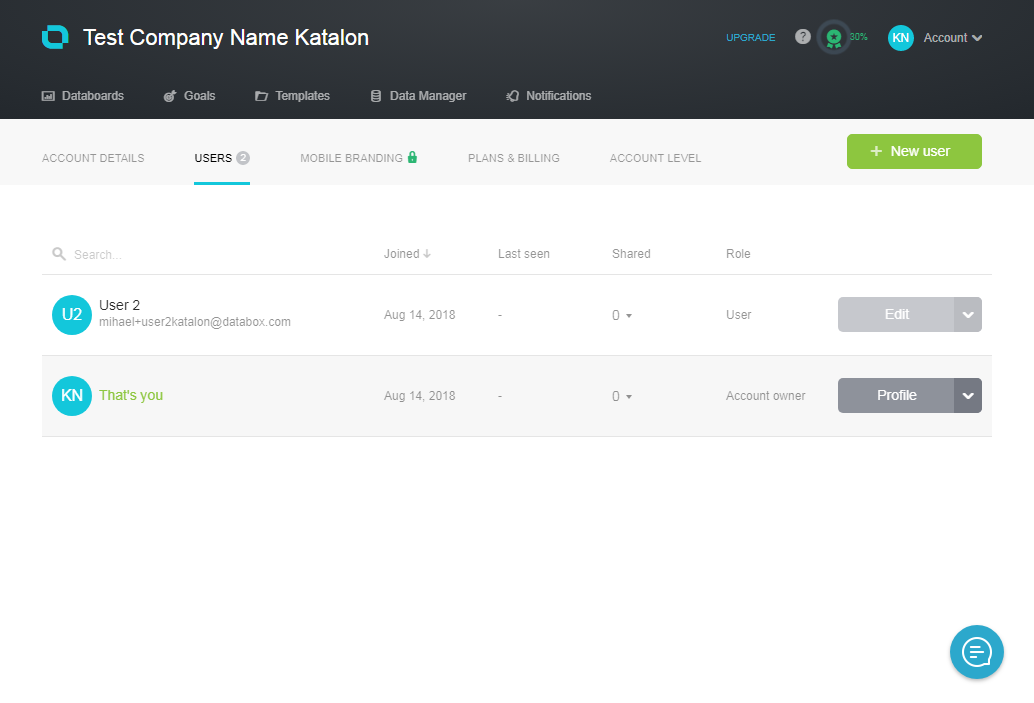 Test Company Name Katalon
UPGRADE ? 30% KN Account
Databoards Goals Templates Data Manager Notifications
ACCOUNT DETAILS USERS 2 MOBILE BRANDING PLANS & BILLING ACCOUNT LEVEL + New user
Search... Joined Last seen Shared Role
U2 User 2
mihael+user2katalon@databox.com Aug 14, 2018 - 0 User Edit
KN That's you Aug 14, 2018 - 0 Account owner Profile